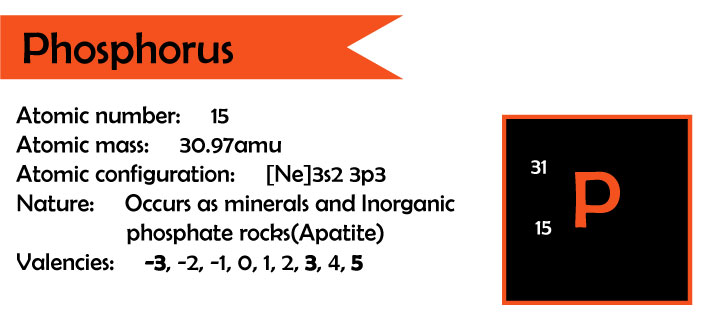 Phosphorus
Atomic number: 15
Atomic mass: 30.97amu
Atomic configuration: [Ne]3s2 3p3
Nature: Occurs as minerals and Inorganic
phosphate rocks(Apatite)
Valencies: -3, -2, -1, 0, 1, 2, 3, 4, 5
31
P
15